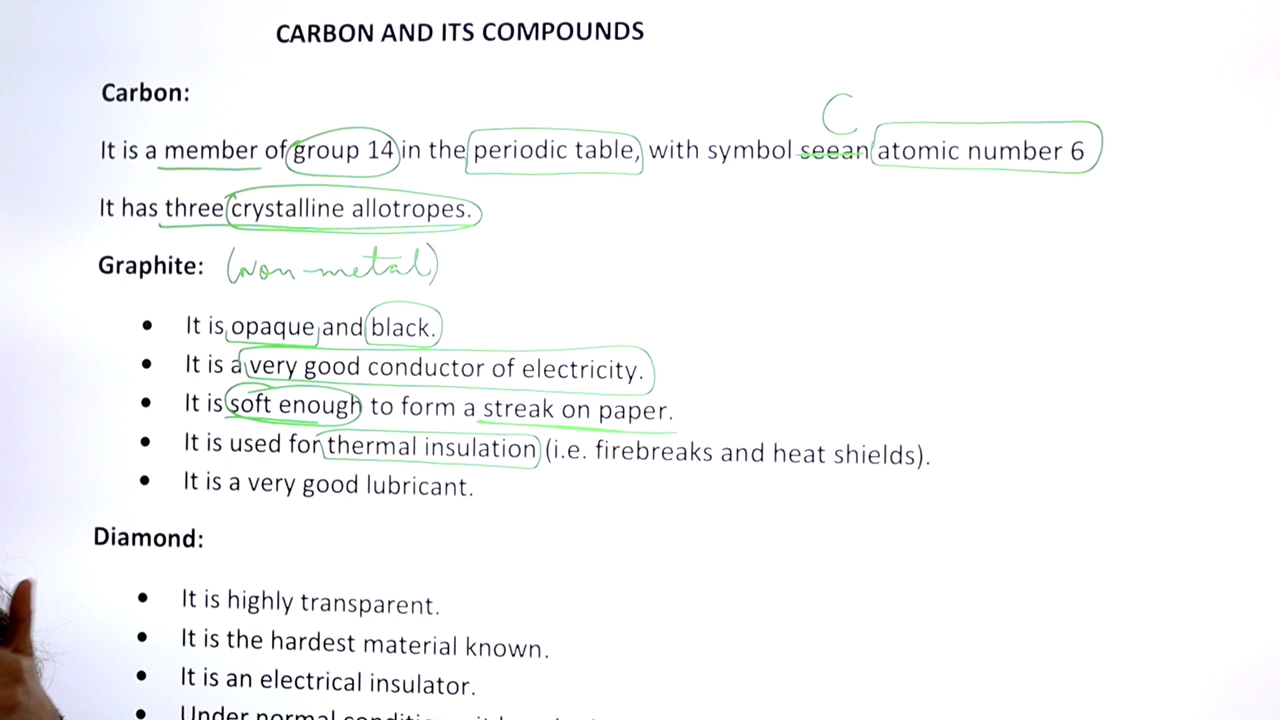 CARBON AND ITS COMPOUNDS
Carbon:
C
It is a member of group 14 in the periodic table, with symbol seean atomic number 6
It has three crystalline allotropes.
Graphite: (non-metal)
• It is opaque and black.
• It is a very good conductor of electricity.
• It is soft enough to form a streak on paper.
• It is used for thermal insulation (i.e. firebreaks and heat shields).
• It is a very good lubricant.
Diamond:
• It is highly transparent.
• It is the hardest material known.
• It is an electrical insulator.
• Under normal